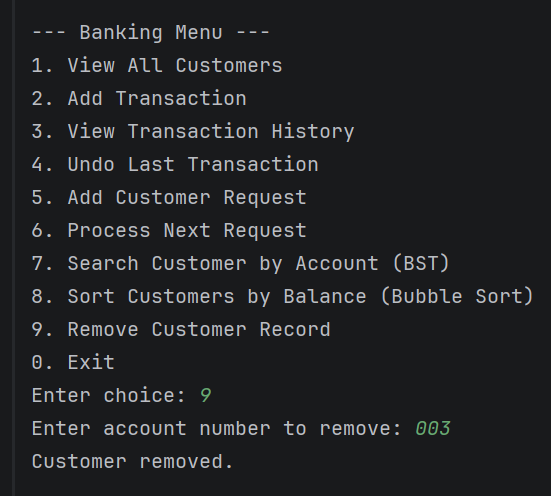 --- Banking Menu ---
1. View All Customers
2. Add Transaction
3. View Transaction History
4. Undo Last Transaction
5. Add Customer Request
6. Process Next Request
7. Search Customer by Account (BST)
8. Sort Customers by Balance (Bubble Sort)
9. Remove Customer Record
0. Exit
Enter choice: 9
Enter account number to remove: 003
Customer removed.